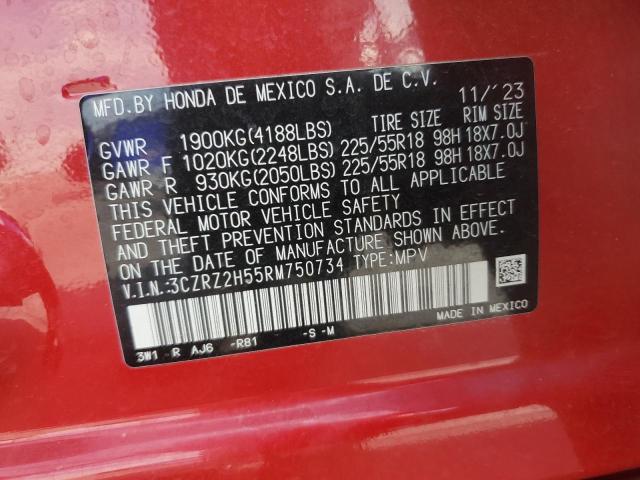 MFD.BY HONDA DE MEXICO S.A. DE C.V. 11/'23
TIRE SIZE RIM SIZE
GVWR 1900KG(4188LBS)
GAWR F 1020KG(2248LBS) 225/55R18 98H 18X7.0J
GAWR R 930KG(2050LBS) 225/55R18 98H 18X7.0J
THIS VEHICLE CONFORMS TO ALL APPLICABLE
FEDERAL MOTOR VEHICLE SAFETY
AND THEFT PREVENTION STANDARDS IN EFFECT
ON THE DATE OF MANUFACTURE SHOWN ABOVE.
V.I.N.:3CZRZ2H55RM750734 TYPE:MPV
MADE IN MEXICO
3W1 -R AJ6 -R81 -S -M